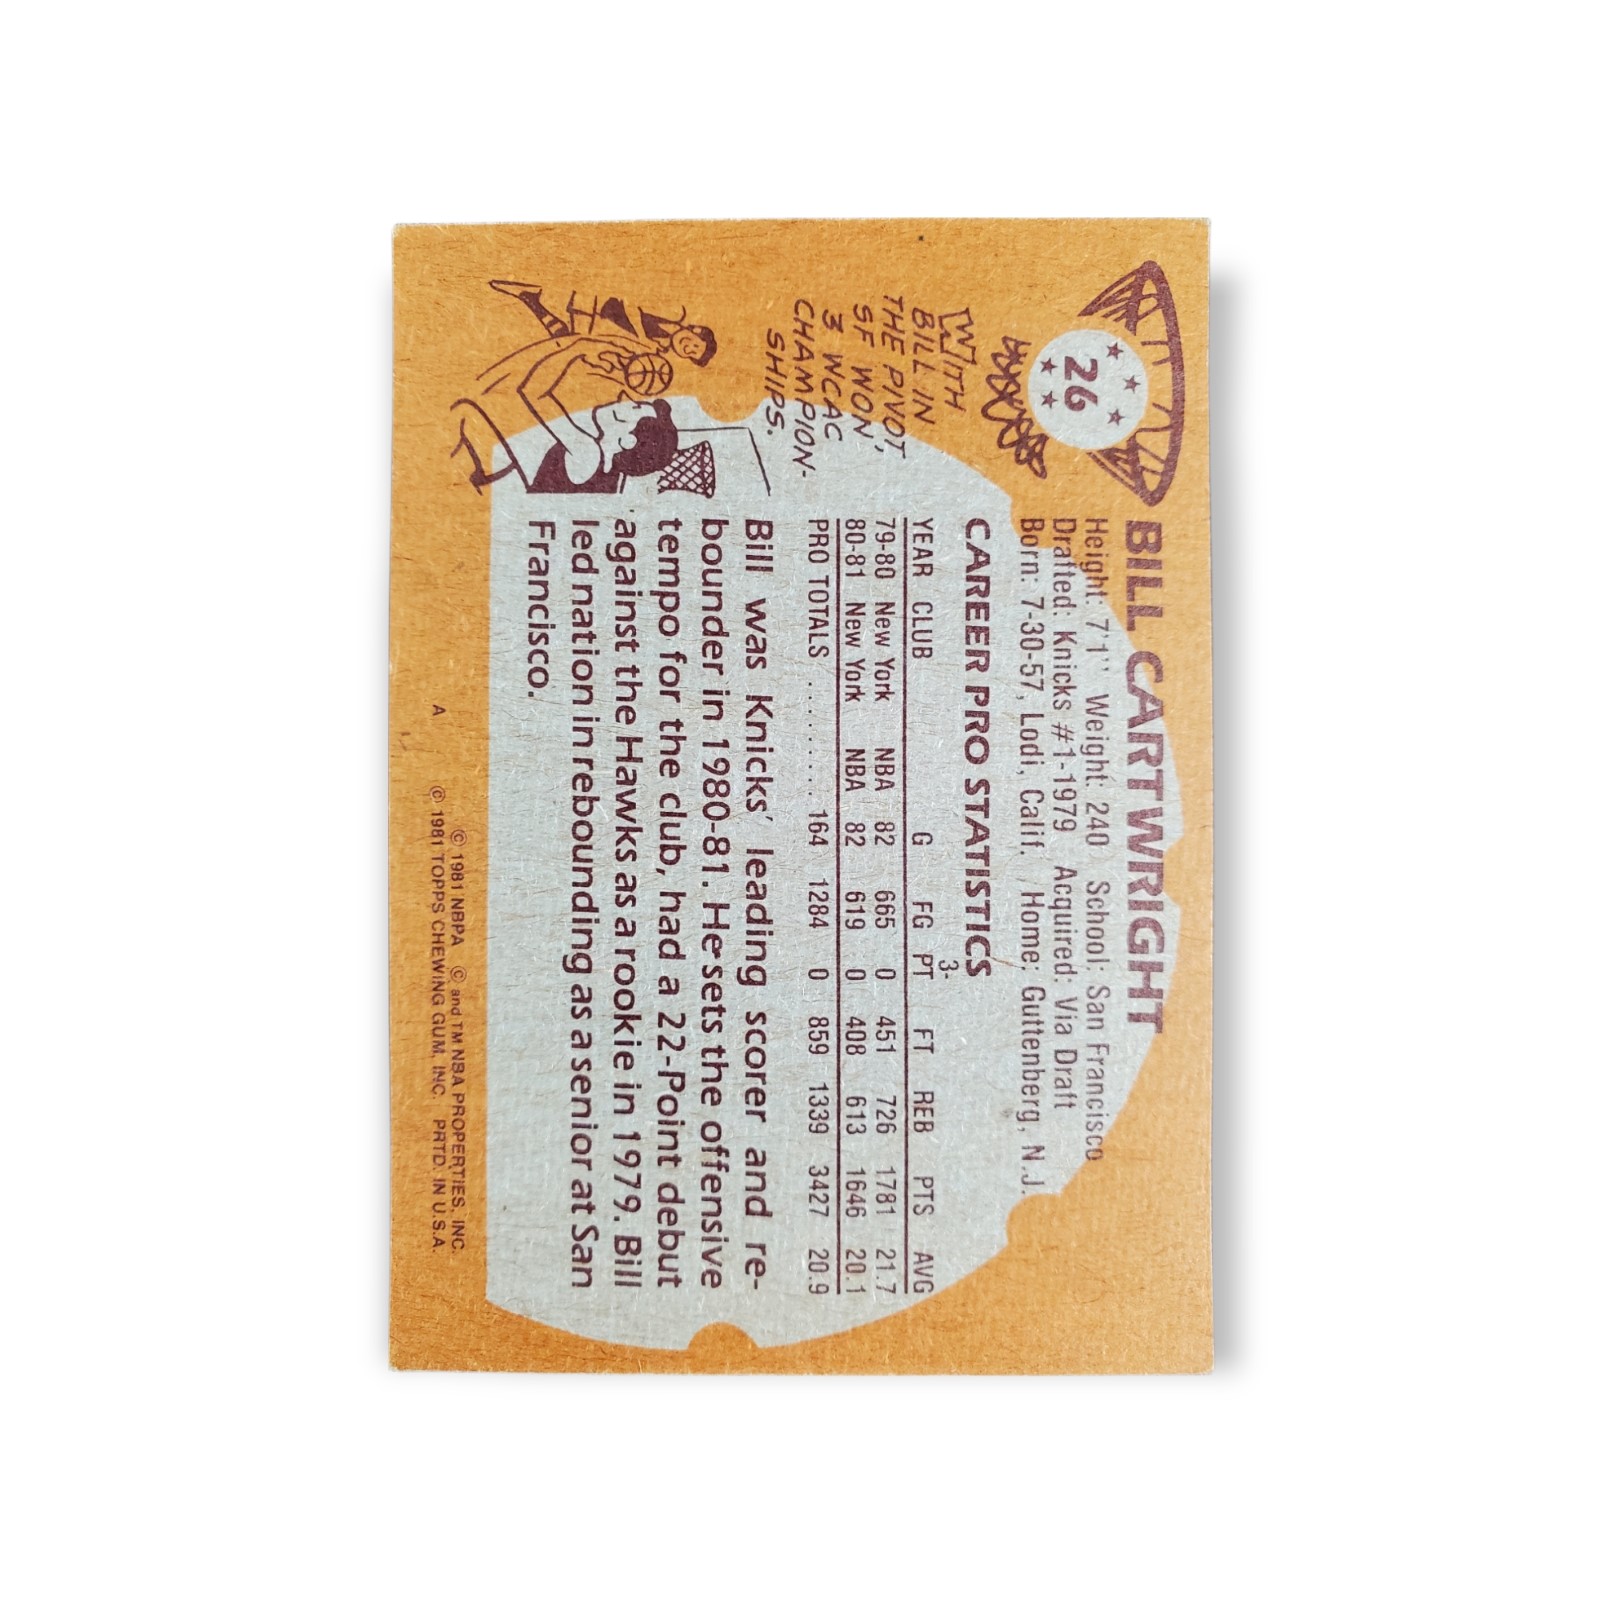 26
BILL CARTWRIGHT
Height: 7'1" Weight: 240 School: San Francisco
Drafted: Knicks #1-1979 Acquired: Via Draft
Born: 7-30-57, Lodi, Calif. Home: Guttenberg, N.J.
CAREER PRO STATISTICS
3-
YEAR CLUB G FG PT FT REB PTS AVG
79-80 New York NBA 82 665 0 451 726 1781 21.7
80-81 New York NBA 82 619 0 408 613 1646 20.1
PRO TOTALS ......... 164 1284 0 859 1339 3427 20.9
Bill was Knicks' leading scorer and re-
bounder in 1980-81. He sets the offensive
tempo for the club, had a 22-Point debut
against the Hawks as a rookie in 1979. Bill
led nation in rebounding as a senior at San
Francisco.
WITH
BILL IN
THE PIVOT,
SF WON
3 WCAC
CHAMPION-
SHIPS.
© 1981 NBPA © and TM NBA PROPERTIES, INC.
A © 1981 TOPPS CHEWING GUM, INC. PRTD. IN U.S.A.